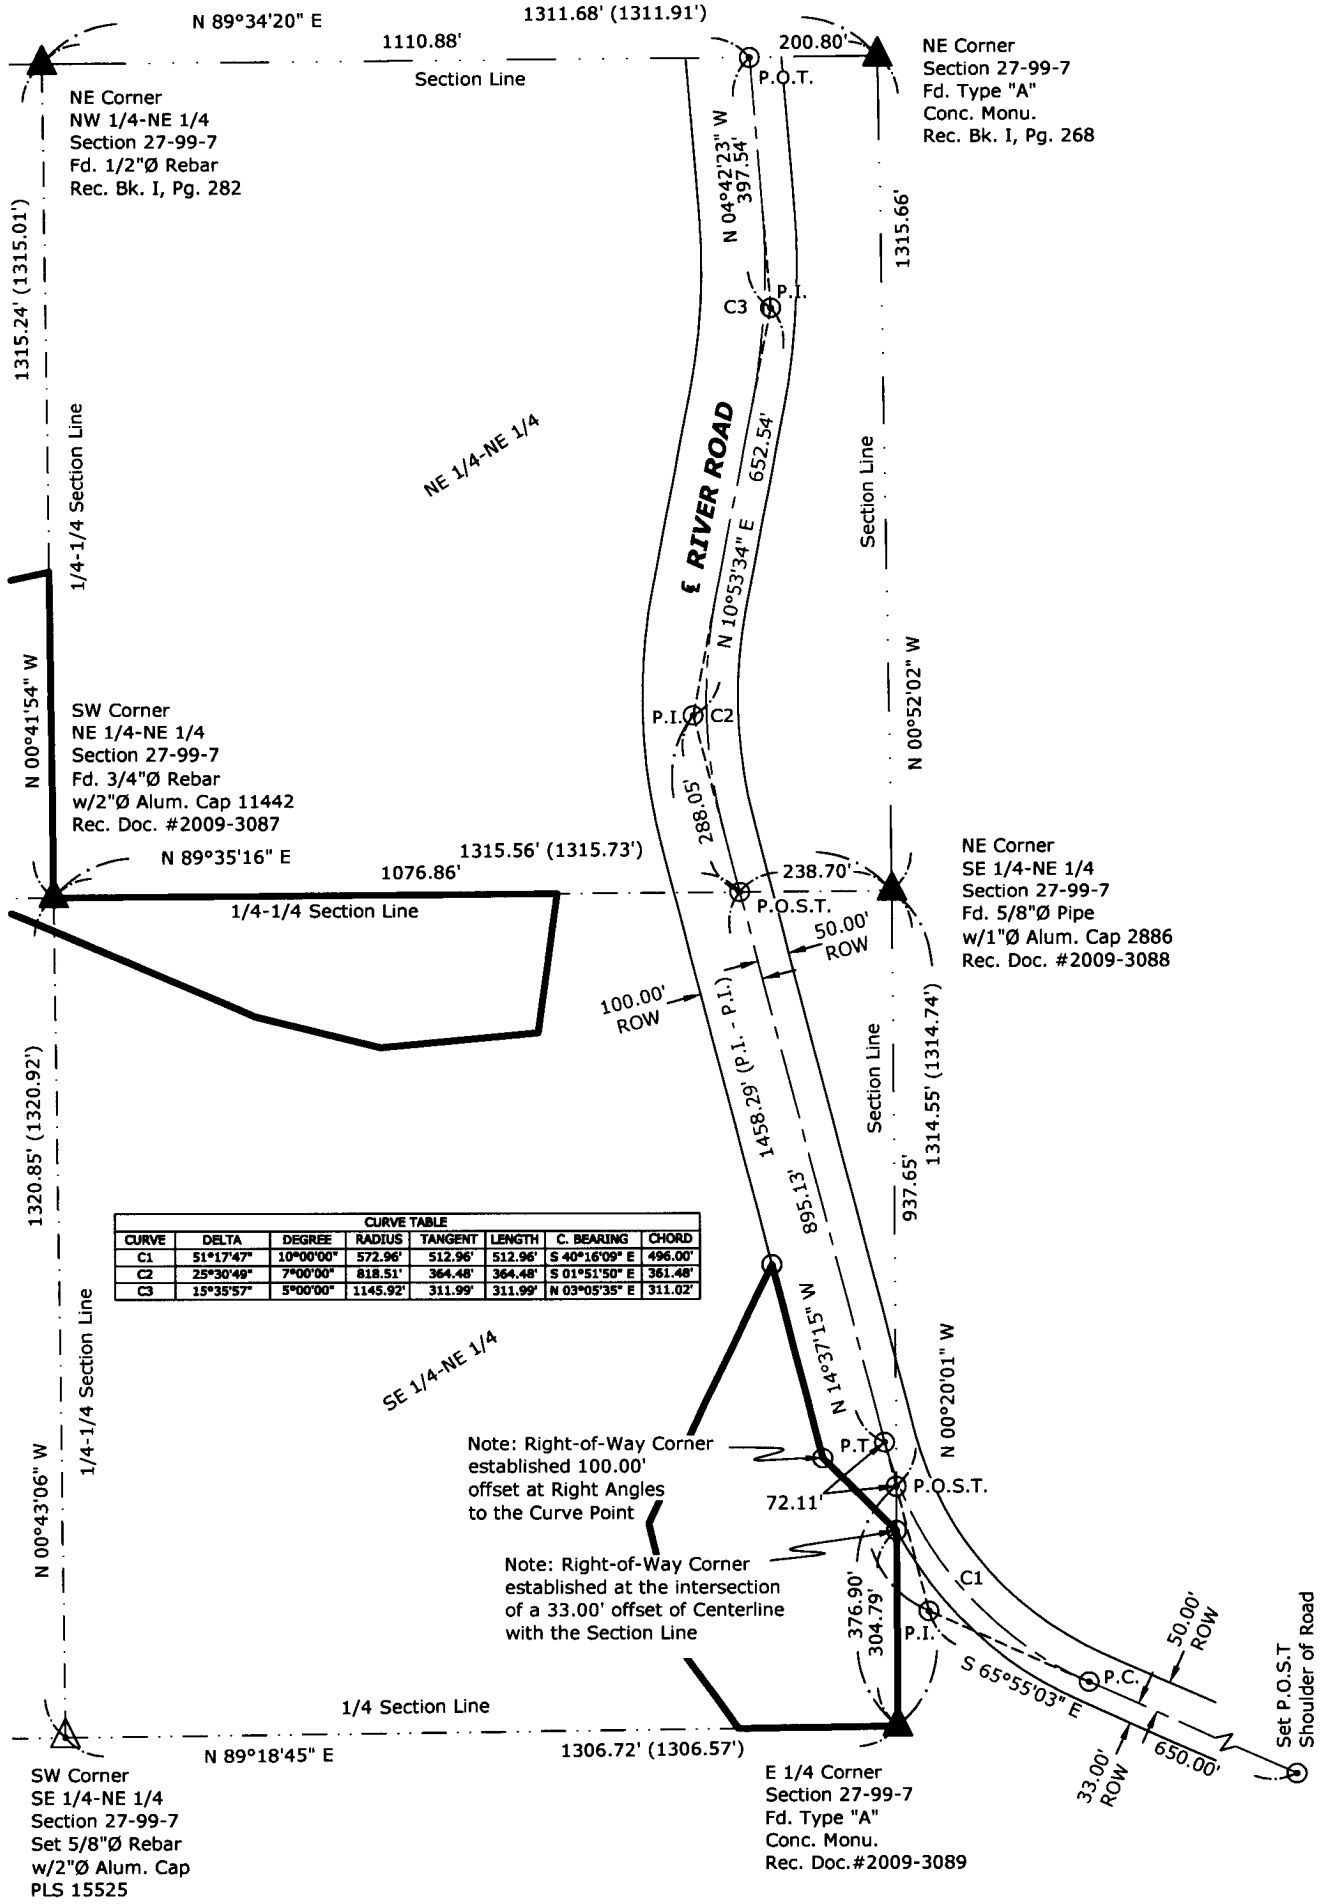 N 89°34'20" E
1311.68' (1311.91')
1110.88'
200.80'
Section Line
P.O.T.
NE Corner
Section 27-99-7
Fd. Type "A"
Conc. Monu.
Rec. Bk. I, Pg. 268
NE Corner
NW 1/4-NE 1/4
Section 27-99-7
Fd. 1/2"Ø Rebar
Rec. Bk. I, Pg. 282
N 04°42'23" W
397.54'
1315.24' (1315.01')
1315.66'
P.I.
C3
1/4-1/4 Section Line
NE 1/4-NE 1/4
℄ RIVER ROAD
652.54'
N 10°53'34" E
Section Line
N 00°41'54" W
N 00°52'02" W
SW Corner
NE 1/4-NE 1/4
Section 27-99-7
Fd. 3/4"Ø Rebar
w/2"Ø Alum. Cap 11442
Rec. Doc. #2009-3087
P.I.
C2
288.05'
N 89°35'16" E
1315.56' (1315.73')
1076.86'
238.70'
1/4-1/4 Section Line
P.O.S.T.
NE Corner
SE 1/4-NE 1/4
Section 27-99-7
Fd. 5/8"Ø Pipe
w/1"Ø Alum. Cap 2886
Rec. Doc. #2009-3088
50.00'
ROW
100.00'
ROW
1458.29' (P.I. - P.I.)
895.13'
N 14°37'15" W
Section Line
1314.55' (1314.74')
937.65'
1320.85' (1320.92')
CURVE TABLE
CURVE DELTA DEGREE RADIUS TANGENT LENGTH C. BEARING CHORD
C1 51°17'47" 10°00'00" 572.96' 512.96' 512.96' S 40°16'09" E 496.00'
C2 25°30'49" 7°00'00" 818.51' 364.48' 364.48' S 01°51'50" E 361.48'
C3 15°35'57" 5°00'00" 1145.92' 311.99' 311.99' N 03°05'35" E 311.02'
1/4-1/4 Section Line
SE 1/4-NE 1/4
N 00°20'01" W
N 00°43'06" W
Note: Right-of-Way Corner
established 100.00'
offset at Right Angles
to the Curve Point
P.T.
P.O.S.T.
72.11'
Note: Right-of-Way Corner
established at the intersection
of a 33.00' offset of Centerline
with the Section Line
376.90'
304.79'
C1
P.I.
S 65°55'03" E
P.C.
50.00'
ROW
33.00'
ROW
650.00'
Set P.O.S.T
Shoulder of Road
1/4 Section Line
N 89°18'45" E
1306.72' (1306.57')
SW Corner
SE 1/4-NE 1/4
Section 27-99-7
Set 5/8"Ø Rebar
w/2"Ø Alum. Cap
PLS 15525
E 1/4 Corner
Section 27-99-7
Fd. Type "A"
Conc. Monu.
Rec. Doc.#2009-3089